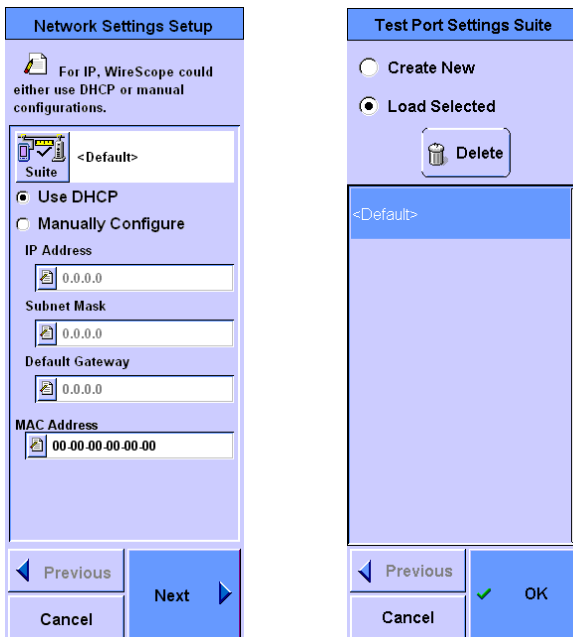 Network Settings Setup
For IP, WireScope could
either use DHCP or manual
configurations.
Suite
<Default>
Use DHCP
Manually Configure
IP Address
0.0.0.0
Subnet Mask
0.0.0.0
Default Gateway
0.0.0.0
MAC Address
00-00-00-00-00-00
Previous
Next
Cancel
Test Port Settings Suite
Create New
Load Selected
Delete
<Default>
Previous
OK
Cancel